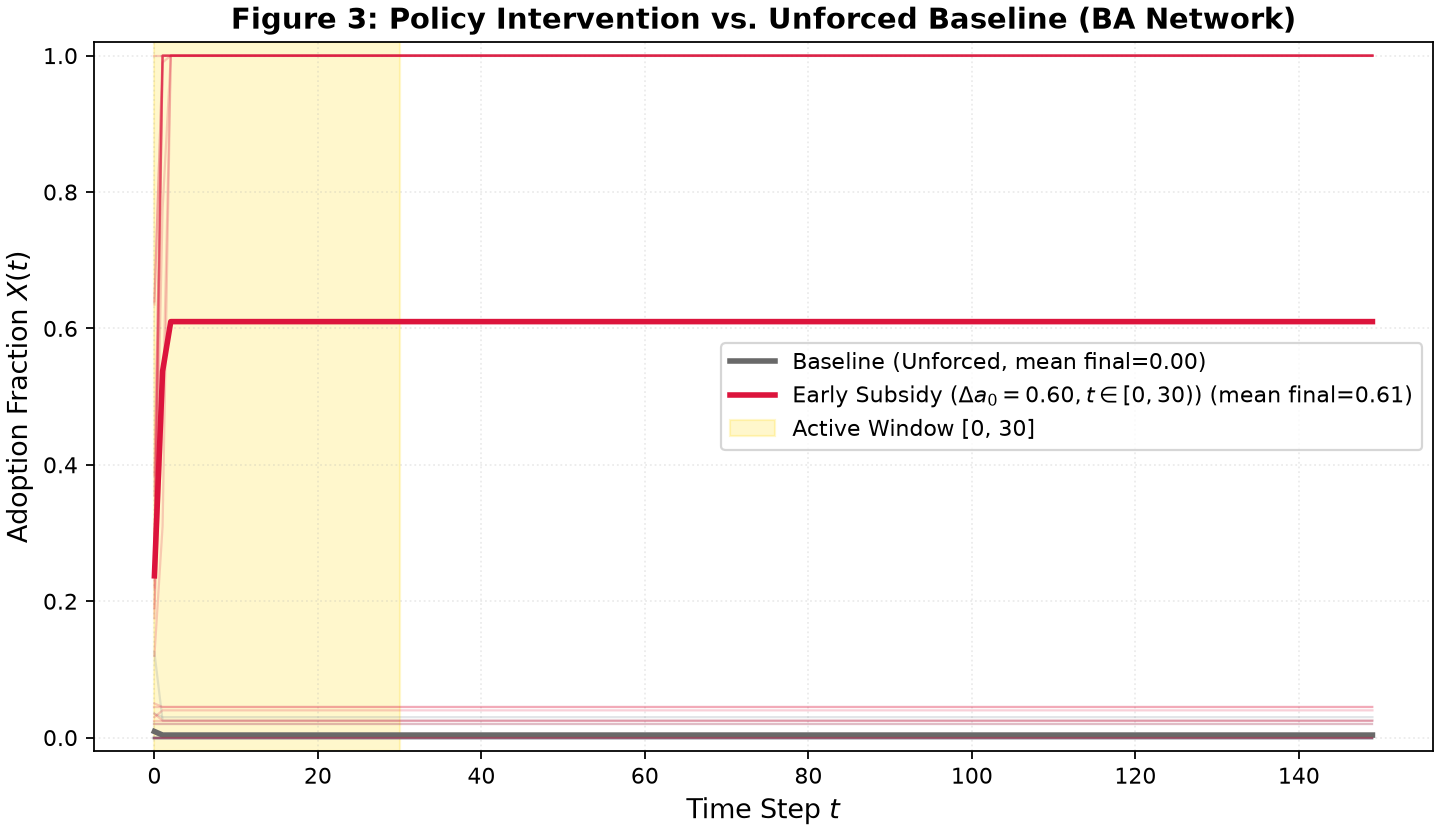 Figure 3: Policy Intervention vs. Unforced Baseline (BA Network)
Adoption Fraction X(t)
1.0
0.8
0.6
0.4
0.2
0.0
Baseline (Unforced, mean final=0.00)
Early Subsidy (Δa₀ = 0.60, t ∈ [0, 30)) (mean final=0.61)
Active Window [0, 30]
0 20 40 60 80 100 120 140
Time Step t